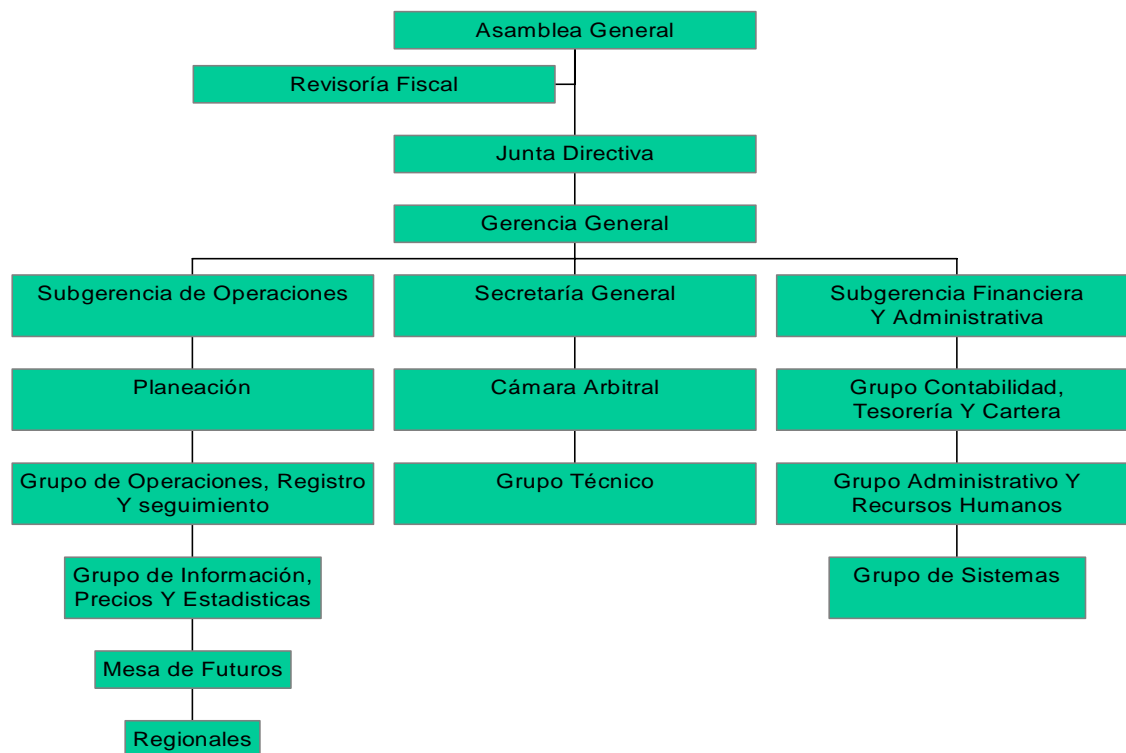 Asamblea General
Revisoría Fiscal
Junta Directiva
Gerencia General
Subgerencia de Operaciones
Secretaría General
Subgerencia Financiera
Y Administrativa
Planeación
Cámara Arbitral
Grupo Contabilidad,
Tesorería Y Cartera
Grupo de Operaciones, Registro
Y seguimiento
Grupo Técnico
Grupo Administrativo Y
Recursos Humanos
Grupo de Información,
Precios Y Estadisticas
Grupo de Sistemas
Mesa de Futuros
Regionales